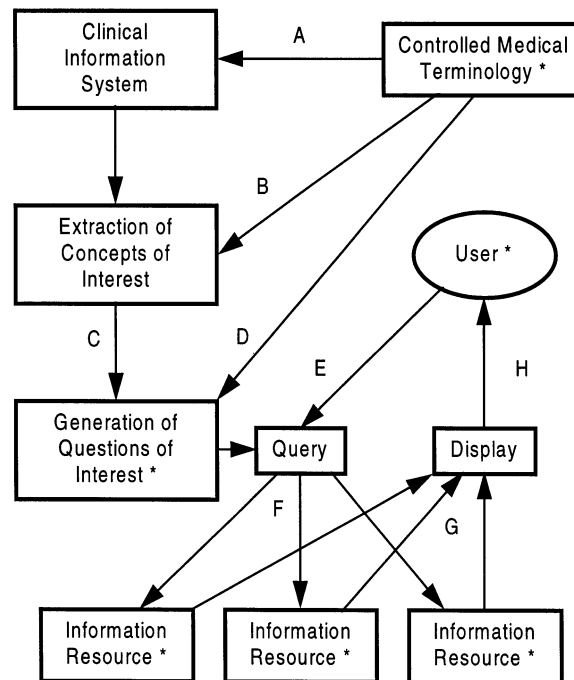 Clinical
Information
System
A
Controlled Medical
Terminology *
B
Extraction of
Concepts of
Interest
User *
C
D
E
H
Generation of
Questions of
Interest *
Query
Display
F
G
Information
Resource *
Information
Resource *
Information
Resource *